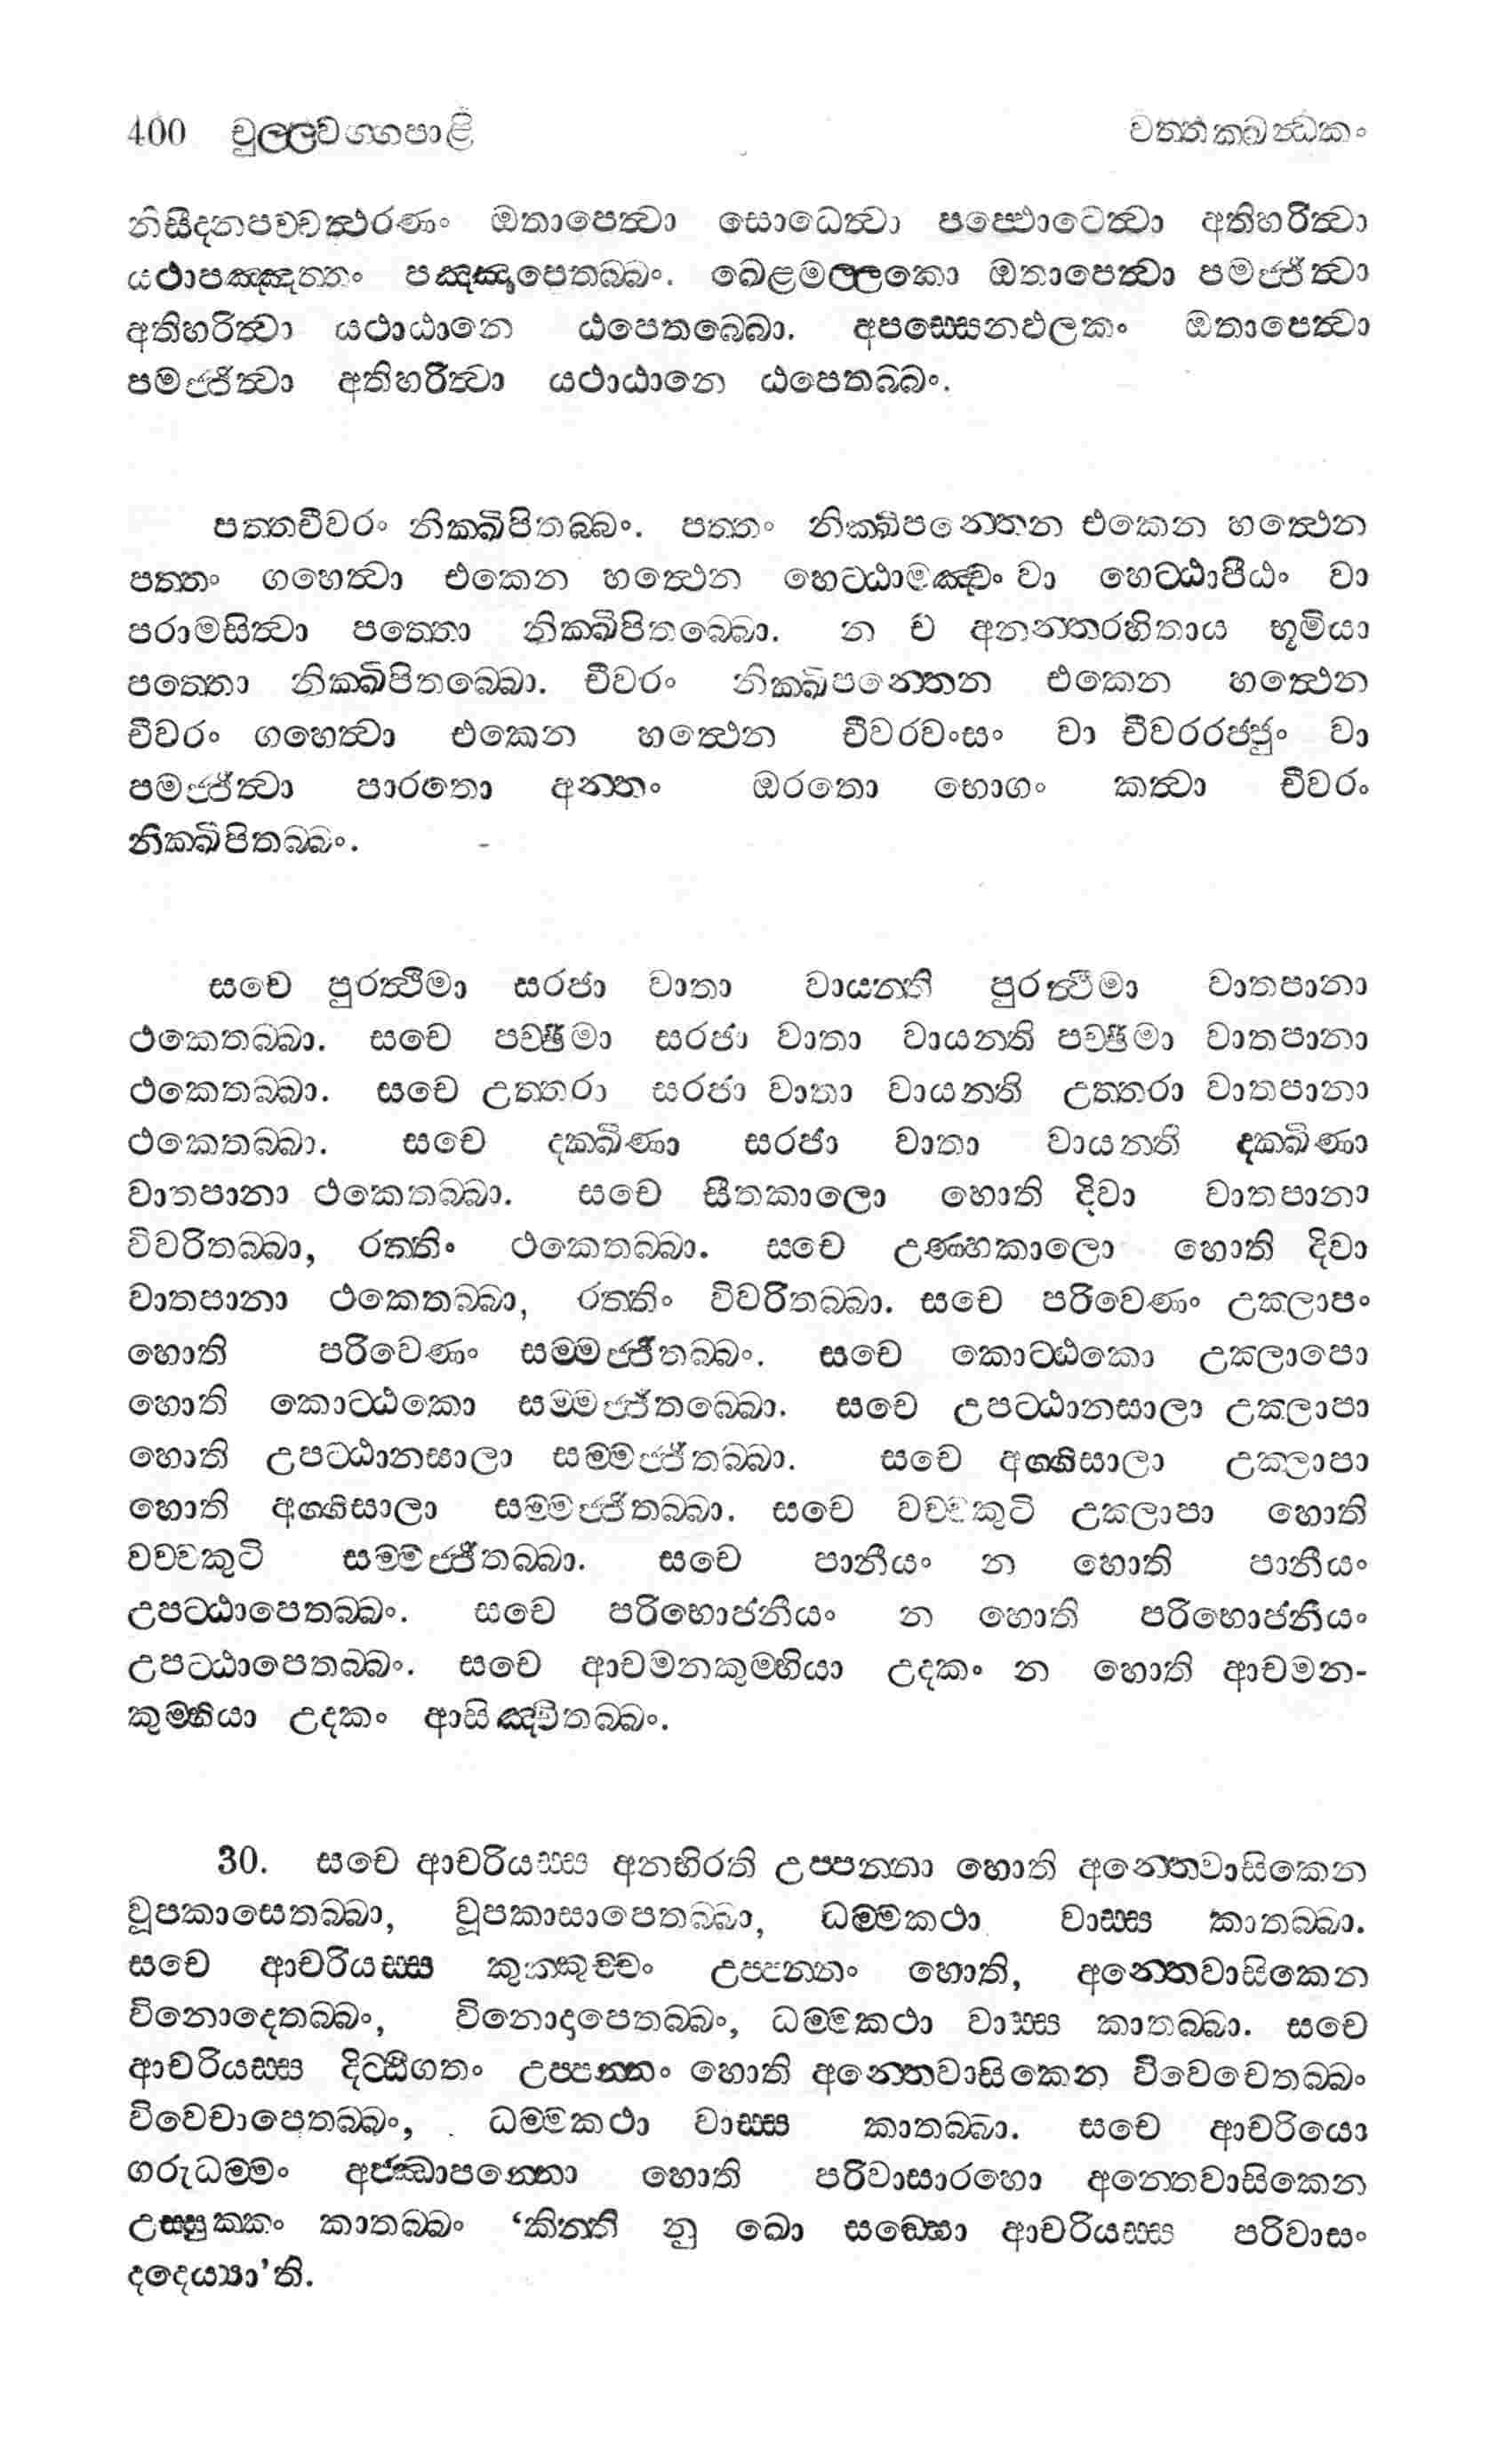 400 චුල්ලවග්ගපාළි වත්තක්ඛන්ධකං
නිසීදනපච්චත්ථරණං ඔතාපෙත්වා සොධෙත්වා පප්ඵොටෙත්වා අතිහරිත්වා
යථාපඤ්ඤත්තං පඤ්ඤපෙතබ්බං. ඛෙළමල්ලකො ඔතාපෙත්වා පමජ්ජිත්වා
අතිහරිත්වා යථාඨානෙ ඨපෙතබ්බො. අපස්සෙනඵලකං ඔතාපෙත්වා
පමජ්ජිත්වා අතිහරිත්වා යථාඨානෙ ඨපෙතබ්බං.
පත්තචීවරං නික්ඛිපිතබ්බං. පත්තං නික්ඛිපන්තෙන එකෙන හත්ථෙන
පත්තං ගහෙත්වා එකෙන හත්ථෙන හෙට්ඨාමඤ්චං වා හෙට්ඨාපීඨං වා
පරාමසිත්වා පත්තො නික්ඛිපිතබ්බො. න ච අනන්තරහිතාය භූමියා
පත්තො නික්ඛිපිතබ්බො. චීවරං නික්ඛිපන්තෙන එකෙන හත්ථෙන
චීවරං ගහෙත්වා එකෙන හත්ථෙන චීවරවංසං වා චීවරරජ්ජුං වා
පමජ්ජිත්වා පාරතො අන්තං ඔරතො භොගං කත්වා චීවරං
නික්ඛිපිතබ්බං.
සචෙ පුරත්ථිමා සරජා වාතා වායන්ති පුරත්ථිමා වාතපානා
ථකෙතබ්බා. සචෙ පච්ඡිමා සරජා වාතා වායන්ති පච්ඡිමා වාතපානා
ථකෙතබ්බා. සචෙ උත්තරා සරජා වාතා වායන්ති උත්තරා වාතපානා
ථකෙතබ්බා. සචෙ දක්ඛිණා සරජා වාතා වායන්ති දක්ඛිණා
වාතපානා ථකෙතබ්බා. සචෙ සීතකාලො හොති දිවා වාතපානා
විවරිතබ්බා, රත්තිං ථකෙතබ්බා. සචෙ උණ්හකාලො හොති දිවා
වාතපානා ථකෙතබ්බා, රත්තිං විවරිතබ්බා. සචෙ පරිවෙණං උක්ලාපං
හොති පරිවෙණං සම්මජ්ජිතබ්බං. සචෙ කොට්ඨකො උක්ලාපො
හොති කොට්ඨකො සම්මජ්ජිතබ්බො. සචෙ උපට්ඨානසාලා උක්ලාපා
හොති උපට්ඨානසාලා සම්මජ්ජිතබ්බා. සචෙ අග්ගිසාලා උක්ලාපා
හොති අග්ගිසාලා සම්මජ්ජිතබ්බා. සචෙ වච්චකුටි උක්ලාපා හොති
වච්චකුටි සම්මජ්ජිතබ්බා. සචෙ පානීයං න හොති පානීයං
උපට්ඨාපෙතබ්බං. සචෙ පරිභොජනීයං න හොති පරිභොජනීයං
උපට්ඨාපෙතබ්බං. සචෙ ආචමනකුම්භියා උදකං න හොති ආචමන-
කුම්භියා උදකං ආසිඤ්චිතබ්බං.
30. සචෙ ආචරියස්ස අනභිරති උප්පන්නා හොති අන්තෙවාසිකෙන
වූපකාසෙතබ්බා, වූපකාසාපෙතබ්බා, ධම්මකථා වාස්ස කාතබ්බා.
සචෙ ආචරියස්ස කුක්කුච්චං උප්පන්නං හොති, අන්තෙවාසිකෙන
විනොදෙතබ්බං, විනොදාපෙතබ්බං, ධම්මකථා වාස්ස කාතබ්බා. සචෙ
ආචරියස්ස දිට්ඨිගතං උප්පන්නං හොති අන්තෙවාසිකෙන විවෙචෙතබ්බං
විවෙචාපෙතබ්බං, ධම්මකථා වාස්ස කාතබ්බා. සචෙ ආචරියො
ගරුධම්මං අජ්ඣාපන්නො හොති පරිවාසාරහො අන්තෙවාසිකෙන
උස්සුක්කං කාතබ්බං ‘කින්ති නු ඛො සඞ්ඝො ආචරියස්ස පරිවාසං
දදෙය්‍යා’ති.